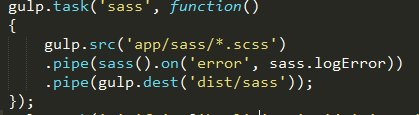 gulp.task('sass', function()
{
gulp.src('app/sass/*.scss')
.pipe(sass().on('error', sass.logError))
.pipe(gulp.dest('dist/sass'));
});